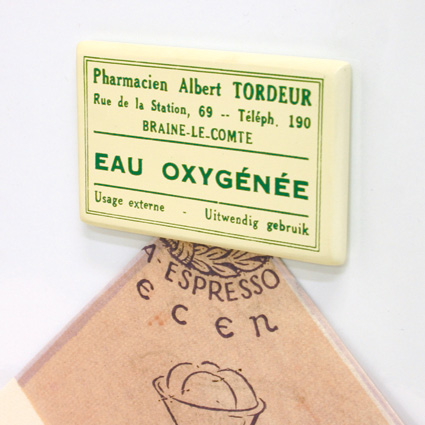 Pharmacien Albert TORDEUR
Rue de la Station, 69 -- Téléph. 190
BRAINE-LE-COMTE
EAU OXYGÉNÉE
Usage externe - Uitwendig gebruik
A·ESPRESSO
ecen